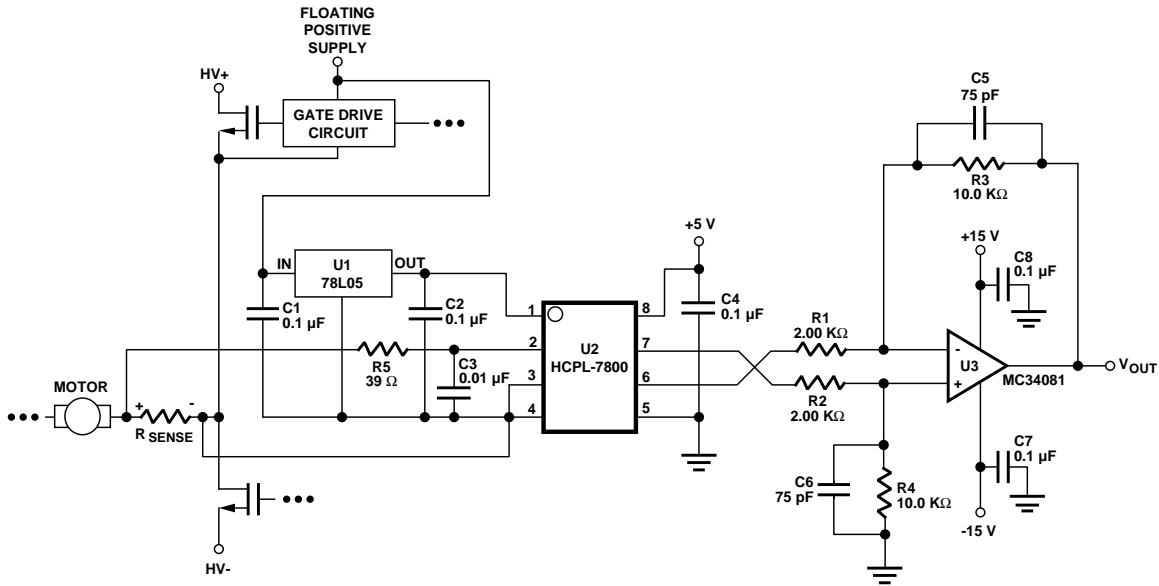 FLOATING
POSITIVE
SUPPLY
HV+
GATE DRIVE
CIRCUIT
C5
75 pF
R3
10.0 KΩ
+5 V
+15 V
C8
0.1 µF
IN
U1
78L05
OUT
C1
0.1 µF
C2
0.1 µF
C4
0.1 µF
1
2
3
4
U2
HCPL-7800
8
7
6
5
R1
2.00 KΩ
R2
2.00 KΩ
-
+
U3
MC34081
VOUT
R5
39 Ω
C3
0.01 µF
MOTOR
+
-
R SENSE
C7
0.1 µF
C6
75 pF
R4
10.0 KΩ
-15 V
HV-